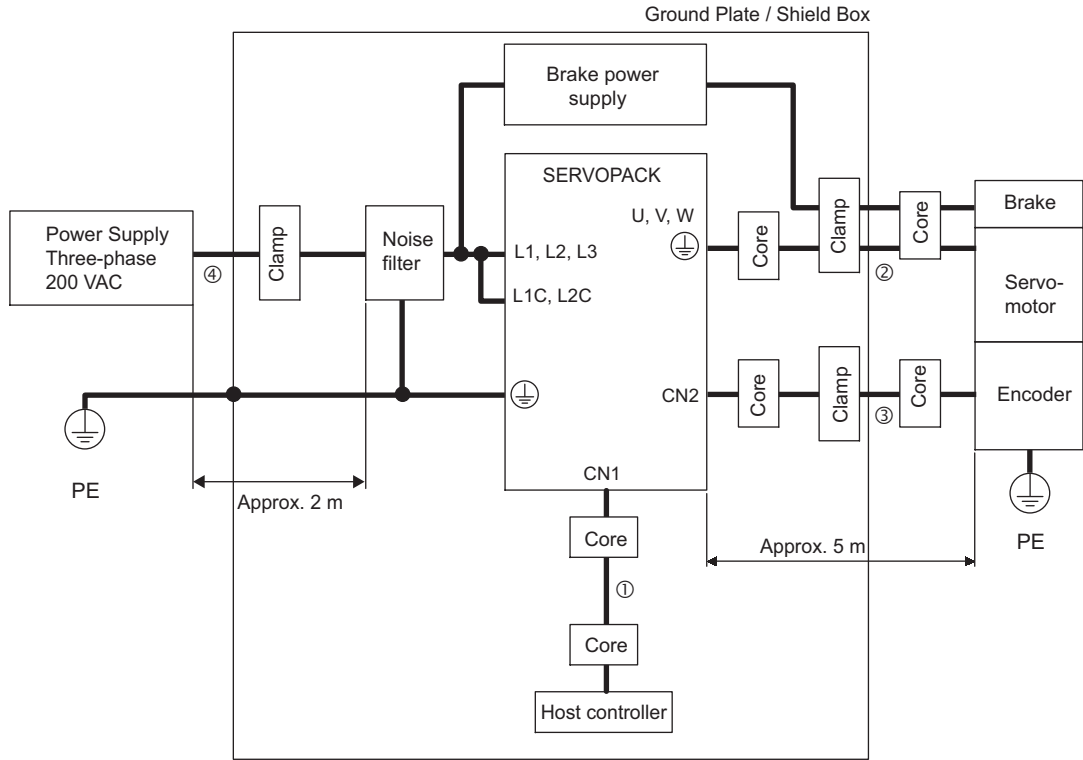 Ground Plate / Shield Box
Brake power
supply
SERVOPACK
U, V, W
Power Supply
Three-phase
200 VAC
④
Clamp
Noise
filter
L1, L2, L3
L1C, L2C
Core
Clamp
Core
②
Brake
Servo-
motor
CN2
Core
Clamp
Core
③
Encoder
PE
Approx. 2 m
CN1
Core
①
Core
Host controller
Approx. 5 m
PE